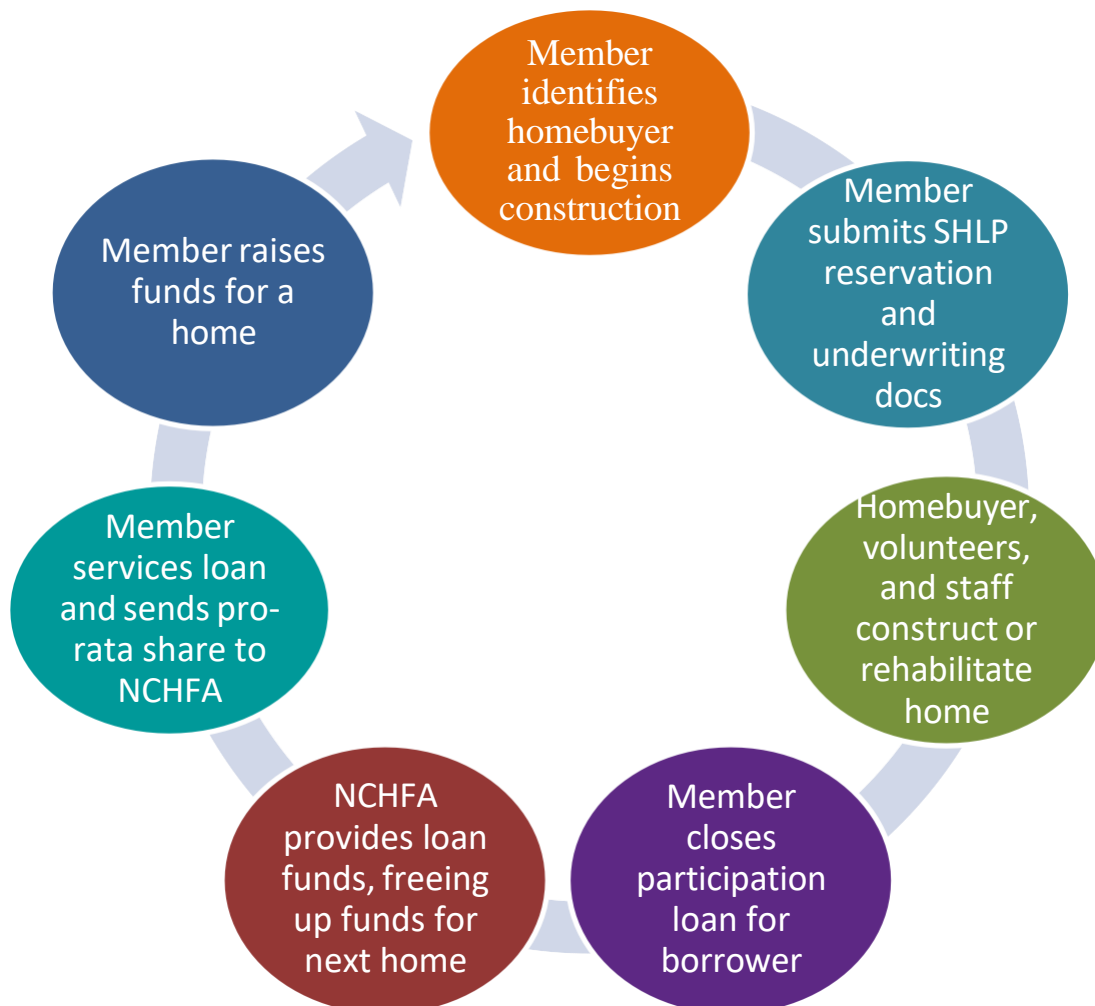 Member
identifies
homebuyer
and begins
construction
Member
submits SHLP
reservation
and
underwriting
docs
Homebuyer,
volunteers,
and staff
construct or
rehabilitate
home
Member
closes
participation
loan for
borrower
NCHFA
provides loan
funds, freeing
up funds for
next home
Member
services loan
and sends pro-
rata share to
NCHFA
Member raises
funds for a
home